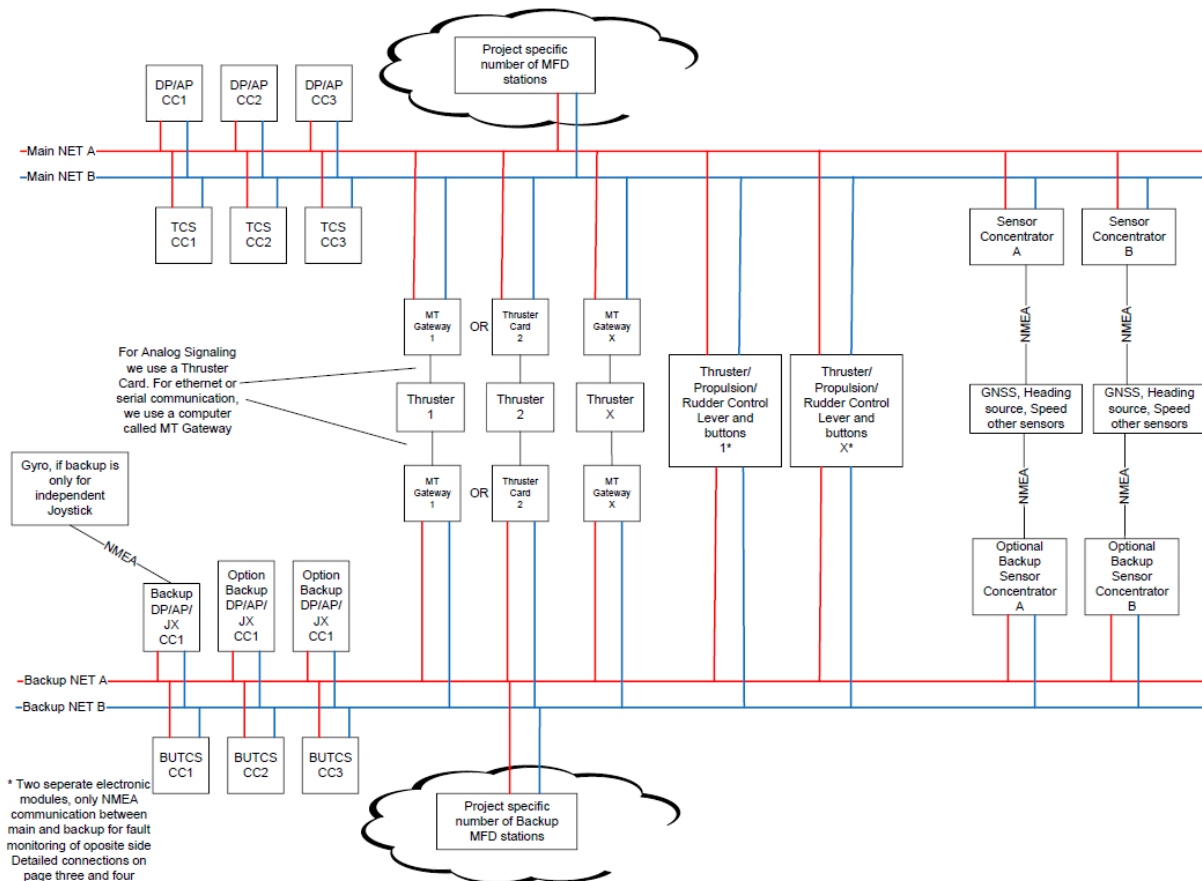 Project specific
number of MFD
stations
DP/AP
CC1
DP/AP
CC2
DP/AP
CC3
Main NET A
Main NET B
TCS
CC1
TCS
CC2
TCS
CC3
Sensor
Concentrator
A
Sensor
Concentrator
B
MT
Gateway
1
OR
Thruster
Card
2
MT
Gateway
X
NMEA
NMEA
For Analog Signaling
we use a Thruster
Card. For ethernet or
serial communication,
we use a computer
called MT Gateway
Thruster
1
Thruster
2
Thruster
X
Thruster/
Propulsion/
Rudder Control
Lever and
buttons
1*
Thruster/
Propulsion/
Rudder Control
Lever and
buttons
X*
GNSS, Heading
source, Speed
other sensors
GNSS, Heading
source, Speed
other sensors
Gyro, if backup is
only for
independent
Joystick
MT
Gateway
1
OR
Thruster
Card
2
MT
Gateway
X
NMEA
NMEA
NMEA
Backup
DP/AP/
JX
CC1
Option
Backup
DP/AP/
JX
CC1
Option
Backup
DP/AP/
JX
CC1
Optional
Backup
Sensor
Concentrator
A
Optional
Backup
Sensor
Concentrator
B
Backup NET A
Backup NET B
BUTCS
CC1
BUTCS
CC2
BUTCS
CC3
* Two seperate electronic
modules, only NMEA
communication between
main and backup for fault
monitoring of oposite side
Detailed connections on
page three and four
Project specific
number of Backup
MFD stations